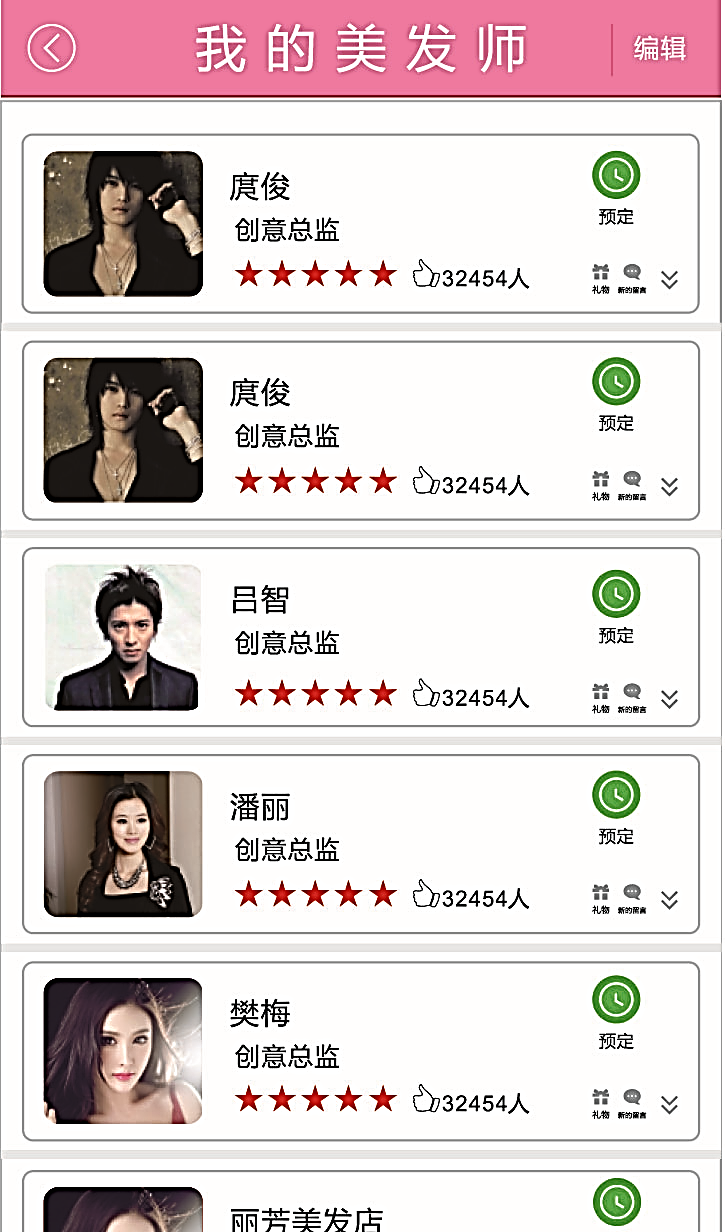 我的美发师
编辑
庹俊
预定
创意总监
32454人
礼物
新的留言
庹俊
预定
创意总监
32454人
礼物
新的留言
吕智
预定
创意总监
32454人
礼物
新的留言
潘丽
预定
创意总监
32454人
礼物
新的留言
樊梅
预定
创意总监
32454人
礼物
新的留言
丽芳美发店